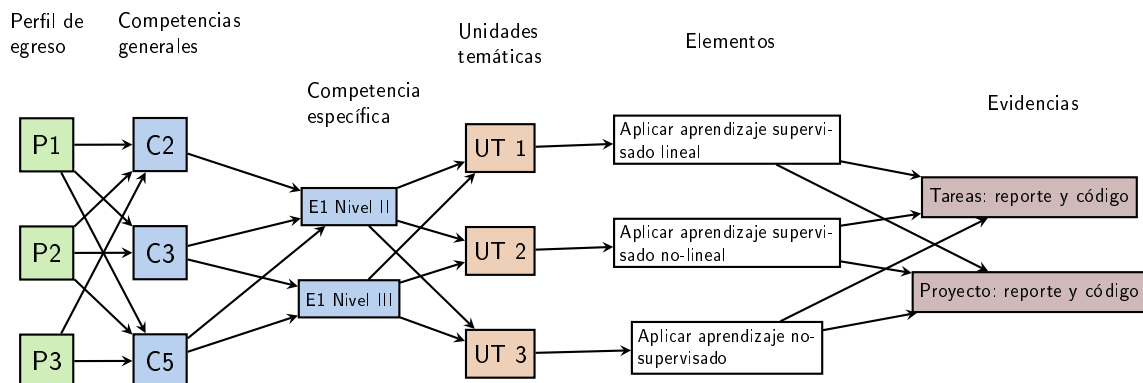 Perfil de
egreso
Competencias
generales
Competencia
específica
Unidades
temáticas
Elementos
Evidencias
P1
P2
P3
C2
C3
C5
E1 Nivel II
E1 Nivel III
UT 1
UT 2
UT 3
Aplicar aprendizaje supervi-
sado lineal
Aplicar aprendizaje supervi-
sado no-lineal
Aplicar aprendizaje no-
supervisado
Tareas: reporte y código
Proyecto: reporte y código